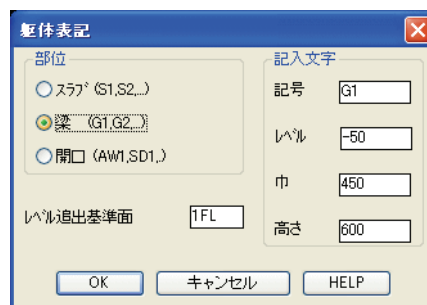 躯体表記
部位
スラブ (S1,S2,..)
梁 (G1,G2,..)
開口 (AW1,SD1,)
レベル追出基準面 1FL
記入文字
記号 G1
レベル -50
巾 450
高さ 600
OK キャンセル HELP